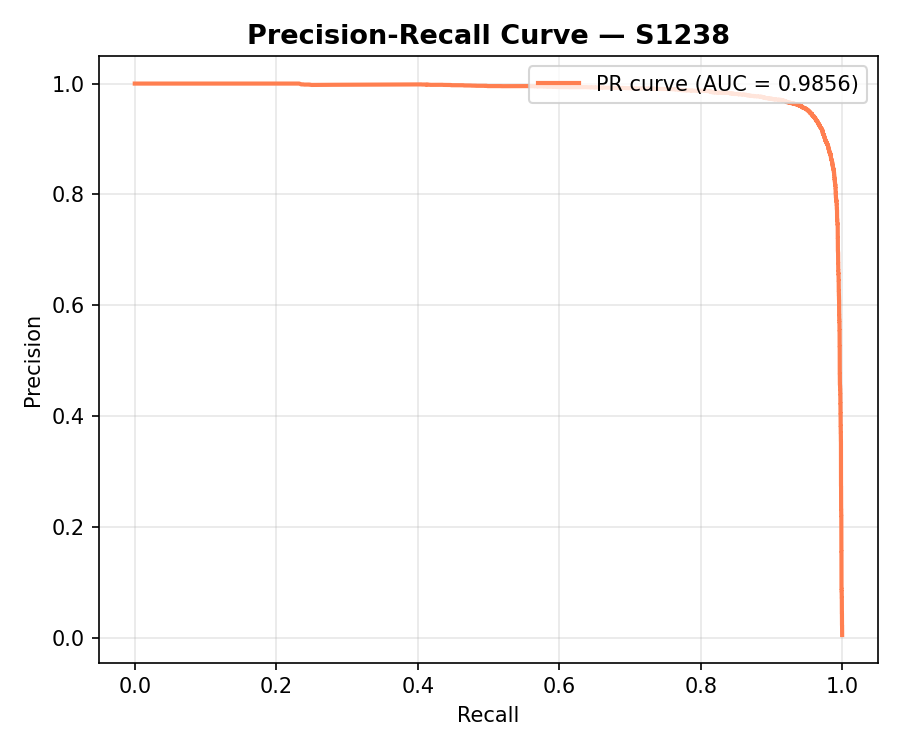 Precision-Recall Curve — S1238
PR curve (AUC = 0.9856)
1.0
0.8
0.6
0.4
0.2
0.0
Precision
0.0 0.2 0.4 0.6 0.8 1.0
Recall